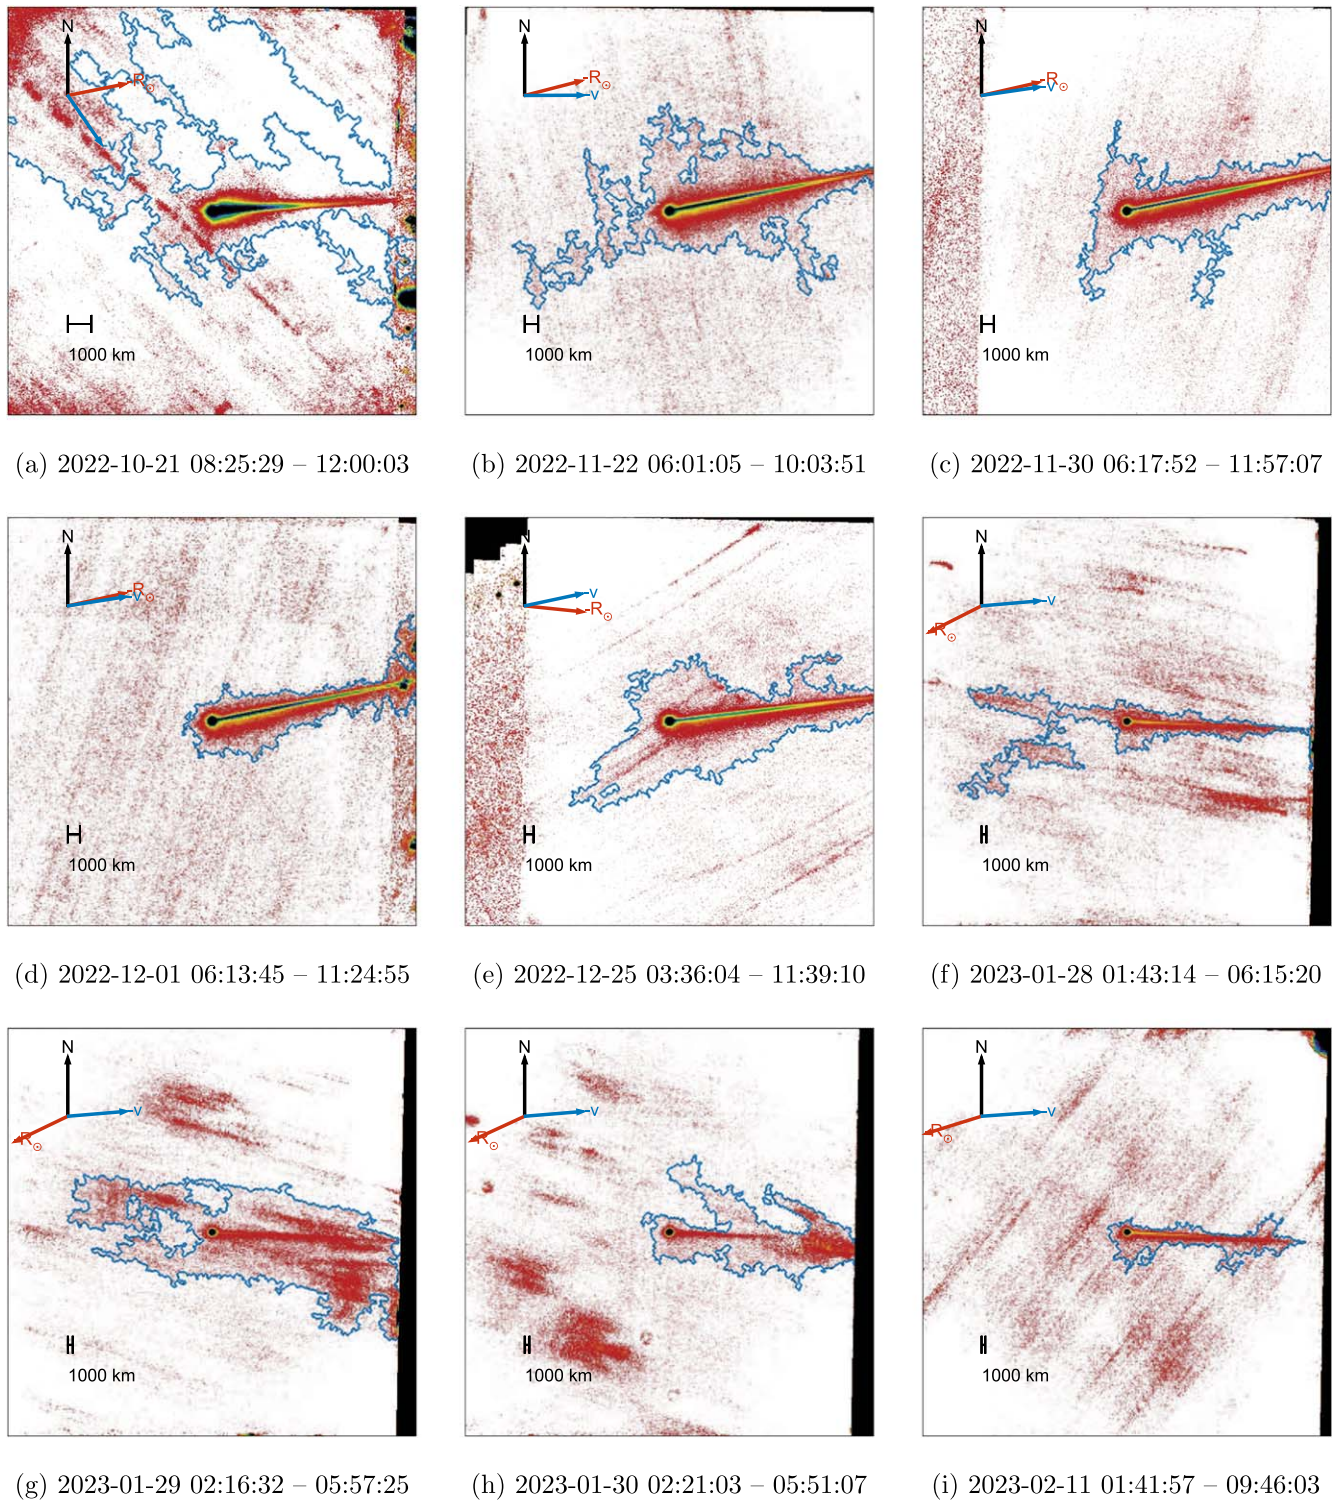 N
-R☉
-v
1000 km
(a) 2022-10-21 08:25:29 – 12:00:03
N
-R☉
-v
1000 km
(b) 2022-11-22 06:01:05 – 10:03:51
N
-R☉
-v
1000 km
(c) 2022-11-30 06:17:52 – 11:57:07
N
-R☉
-v
1000 km
(d) 2022-12-01 06:13:45 – 11:24:55
N
-v
-R☉
1000 km
(e) 2022-12-25 03:36:04 – 11:39:10
N
-v
-R☉
1000 km
(f) 2023-01-28 01:43:14 – 06:15:20
N
-v
-R☉
1000 km
(g) 2023-01-29 02:16:32 – 05:57:25
N
-v
-R☉
1000 km
(h) 2023-01-30 02:21:03 – 05:51:07
N
-v
-R☉
1000 km
(i) 2023-02-11 01:41:57 – 09:46:03